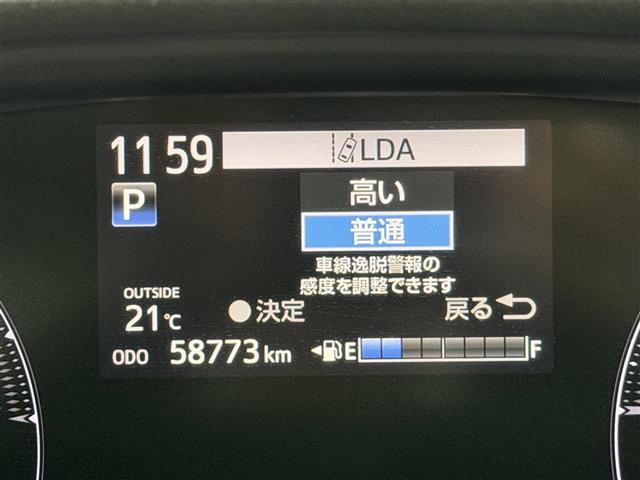 11 59
LDA
P
高い
普通
車線逸脱警報の
感度を調整できます
OUTSIDE
21℃
決定
戻る
ODO 58773 km
E F